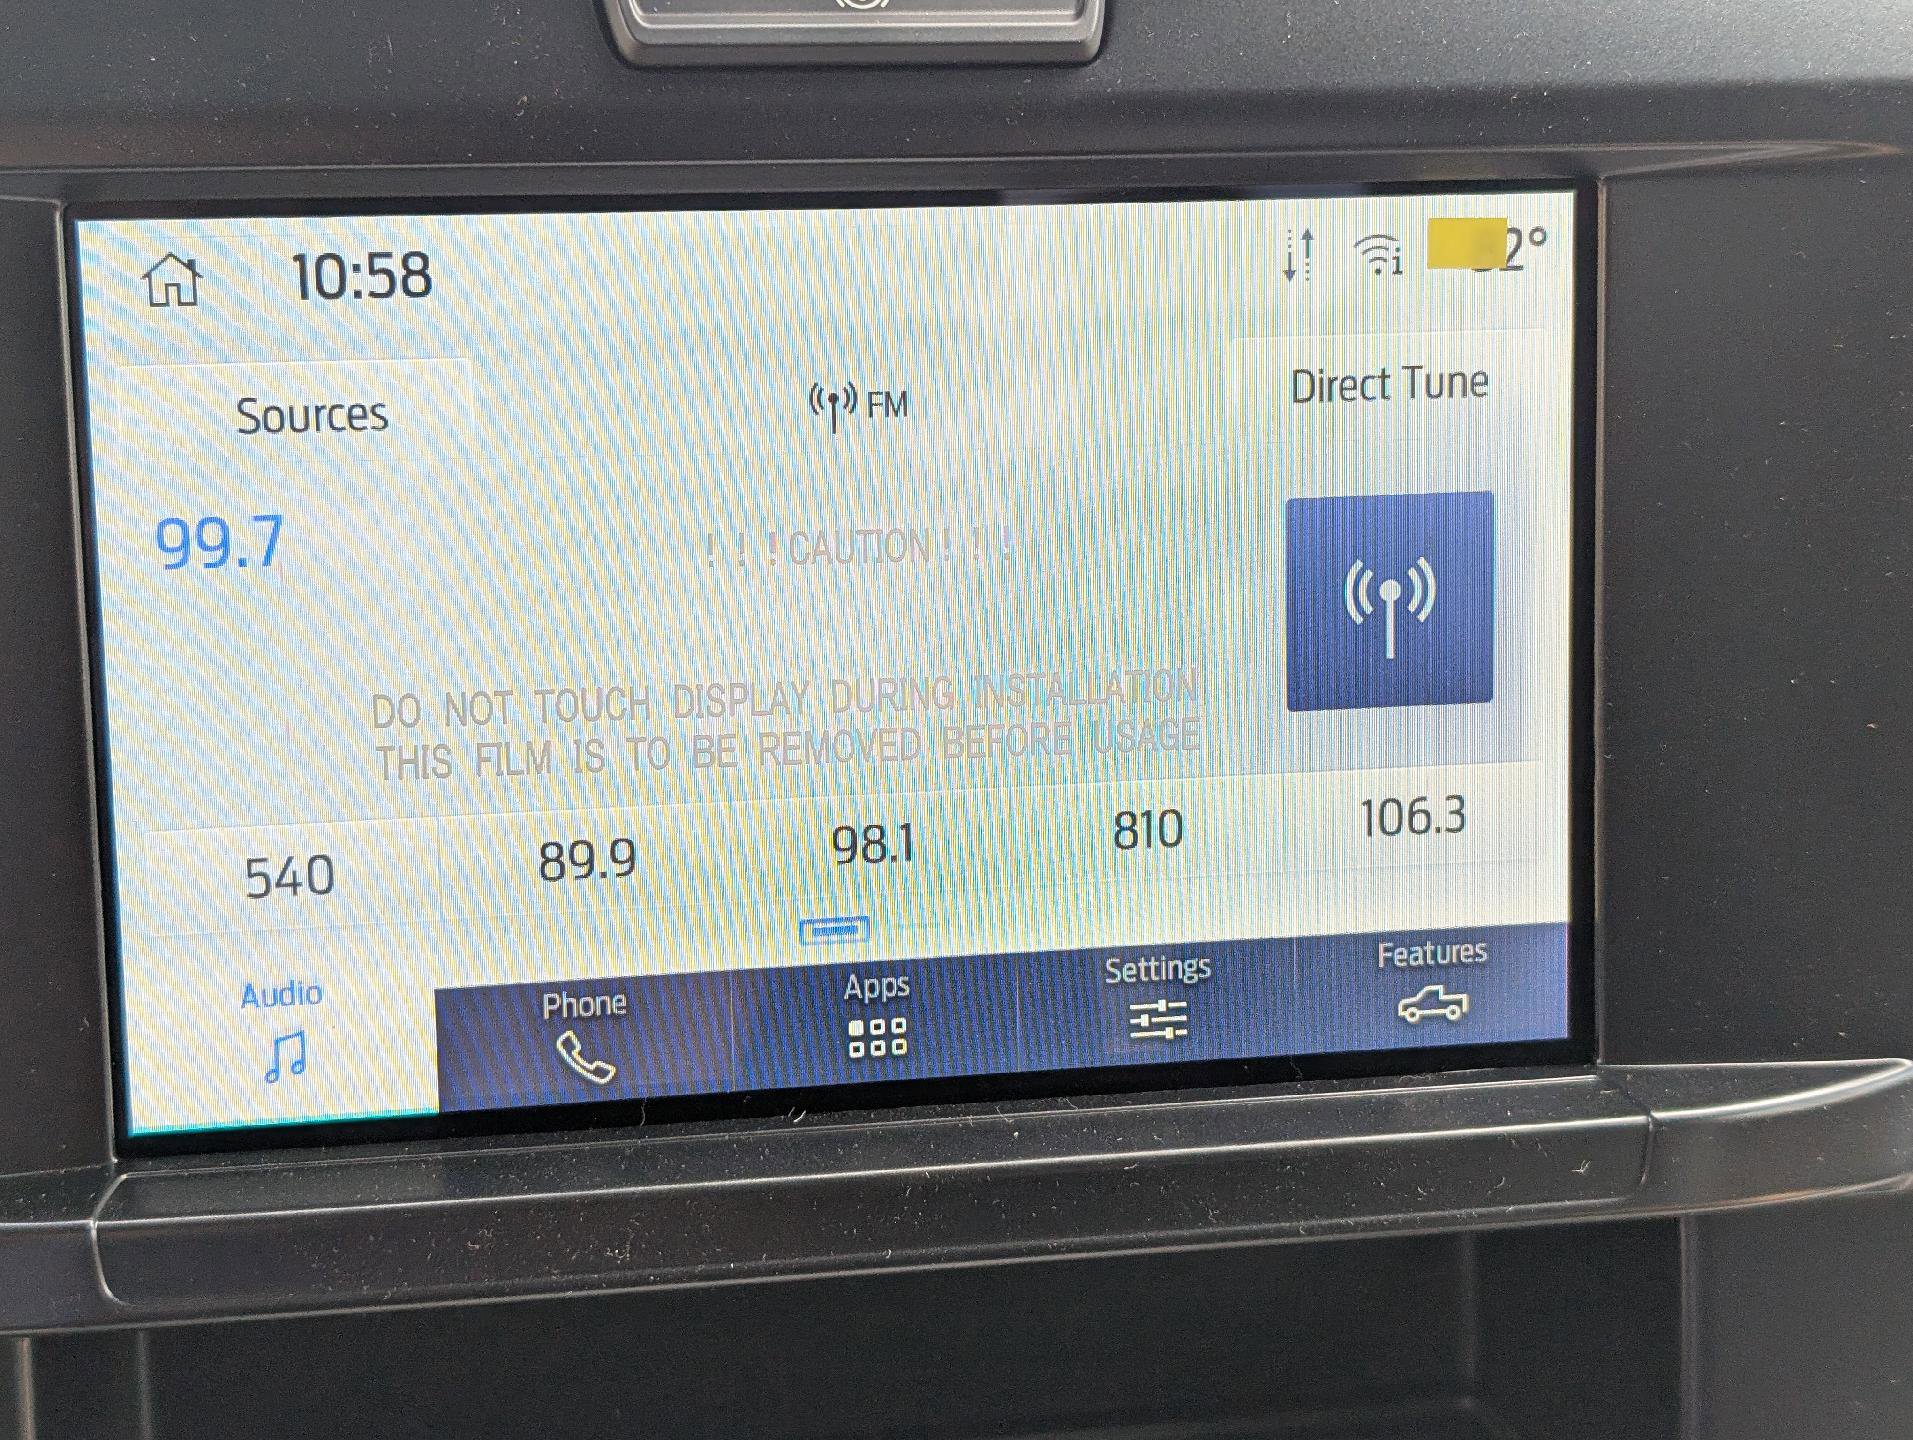 10:58
Sources
FM
Direct Tune
99.7
! ! ! CAUTION ! ! !
DO NOT TOUCH DISPLAY DURING INSTALLATION
THIS FILM IS TO BE REMOVED BEFORE USAGE
540 89.9 98.1 810 106.3
Audio Phone Apps Settings Features